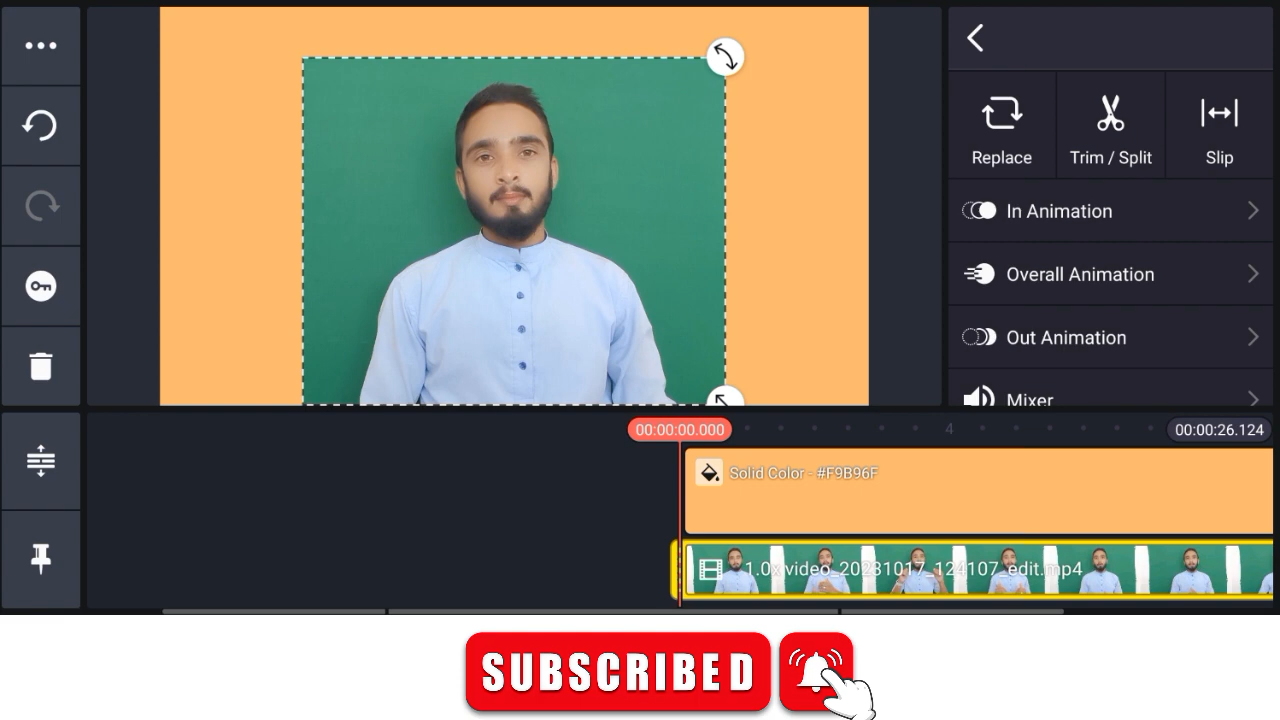 Replace
Trim / Split
Slip
In Animation
Overall Animation
Out Animation
Mixer
00:00:00.000
4
00:00:26.124
Solid Color - #F9B96F
1.0x video_20231017_124107_edit.mp4
SUBSCRIBED